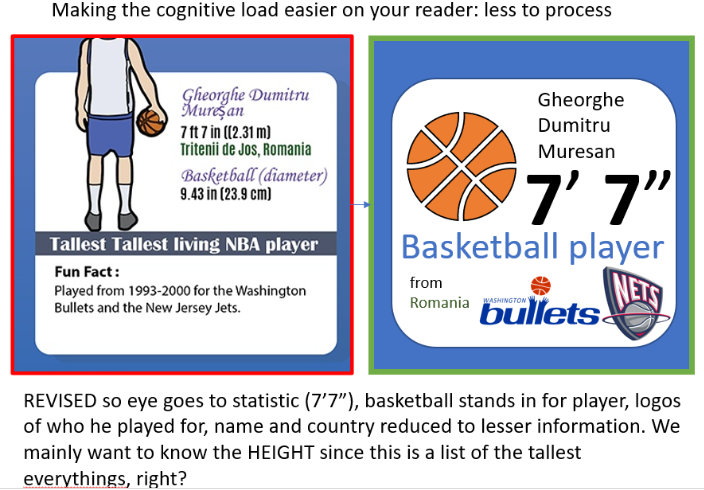 Making the cognitive load easier on your reader: less to process
Gheorghe Dumitru
Mureşan
7 ft 7 in ((2.31 m)
Tritenii de Jos, Romania
Basketball (diameter)
9.43 in (23.9 cm)
Tallest Tallest living NBA player
Fun Fact :
Played from 1993-2000 for the Washington
Bullets and the New Jersey Jets.
Gheorghe
Dumitru
Muresan
7’ 7”
Basketball player
from
Romania
WASHINGTON
bullets
NETS
REVISED so eye goes to statistic (7’7”), basketball stands in for player, logos
of who he played for, name and country reduced to lesser information. We
mainly want to know the HEIGHT since this is a list of the tallest
everythings, right?